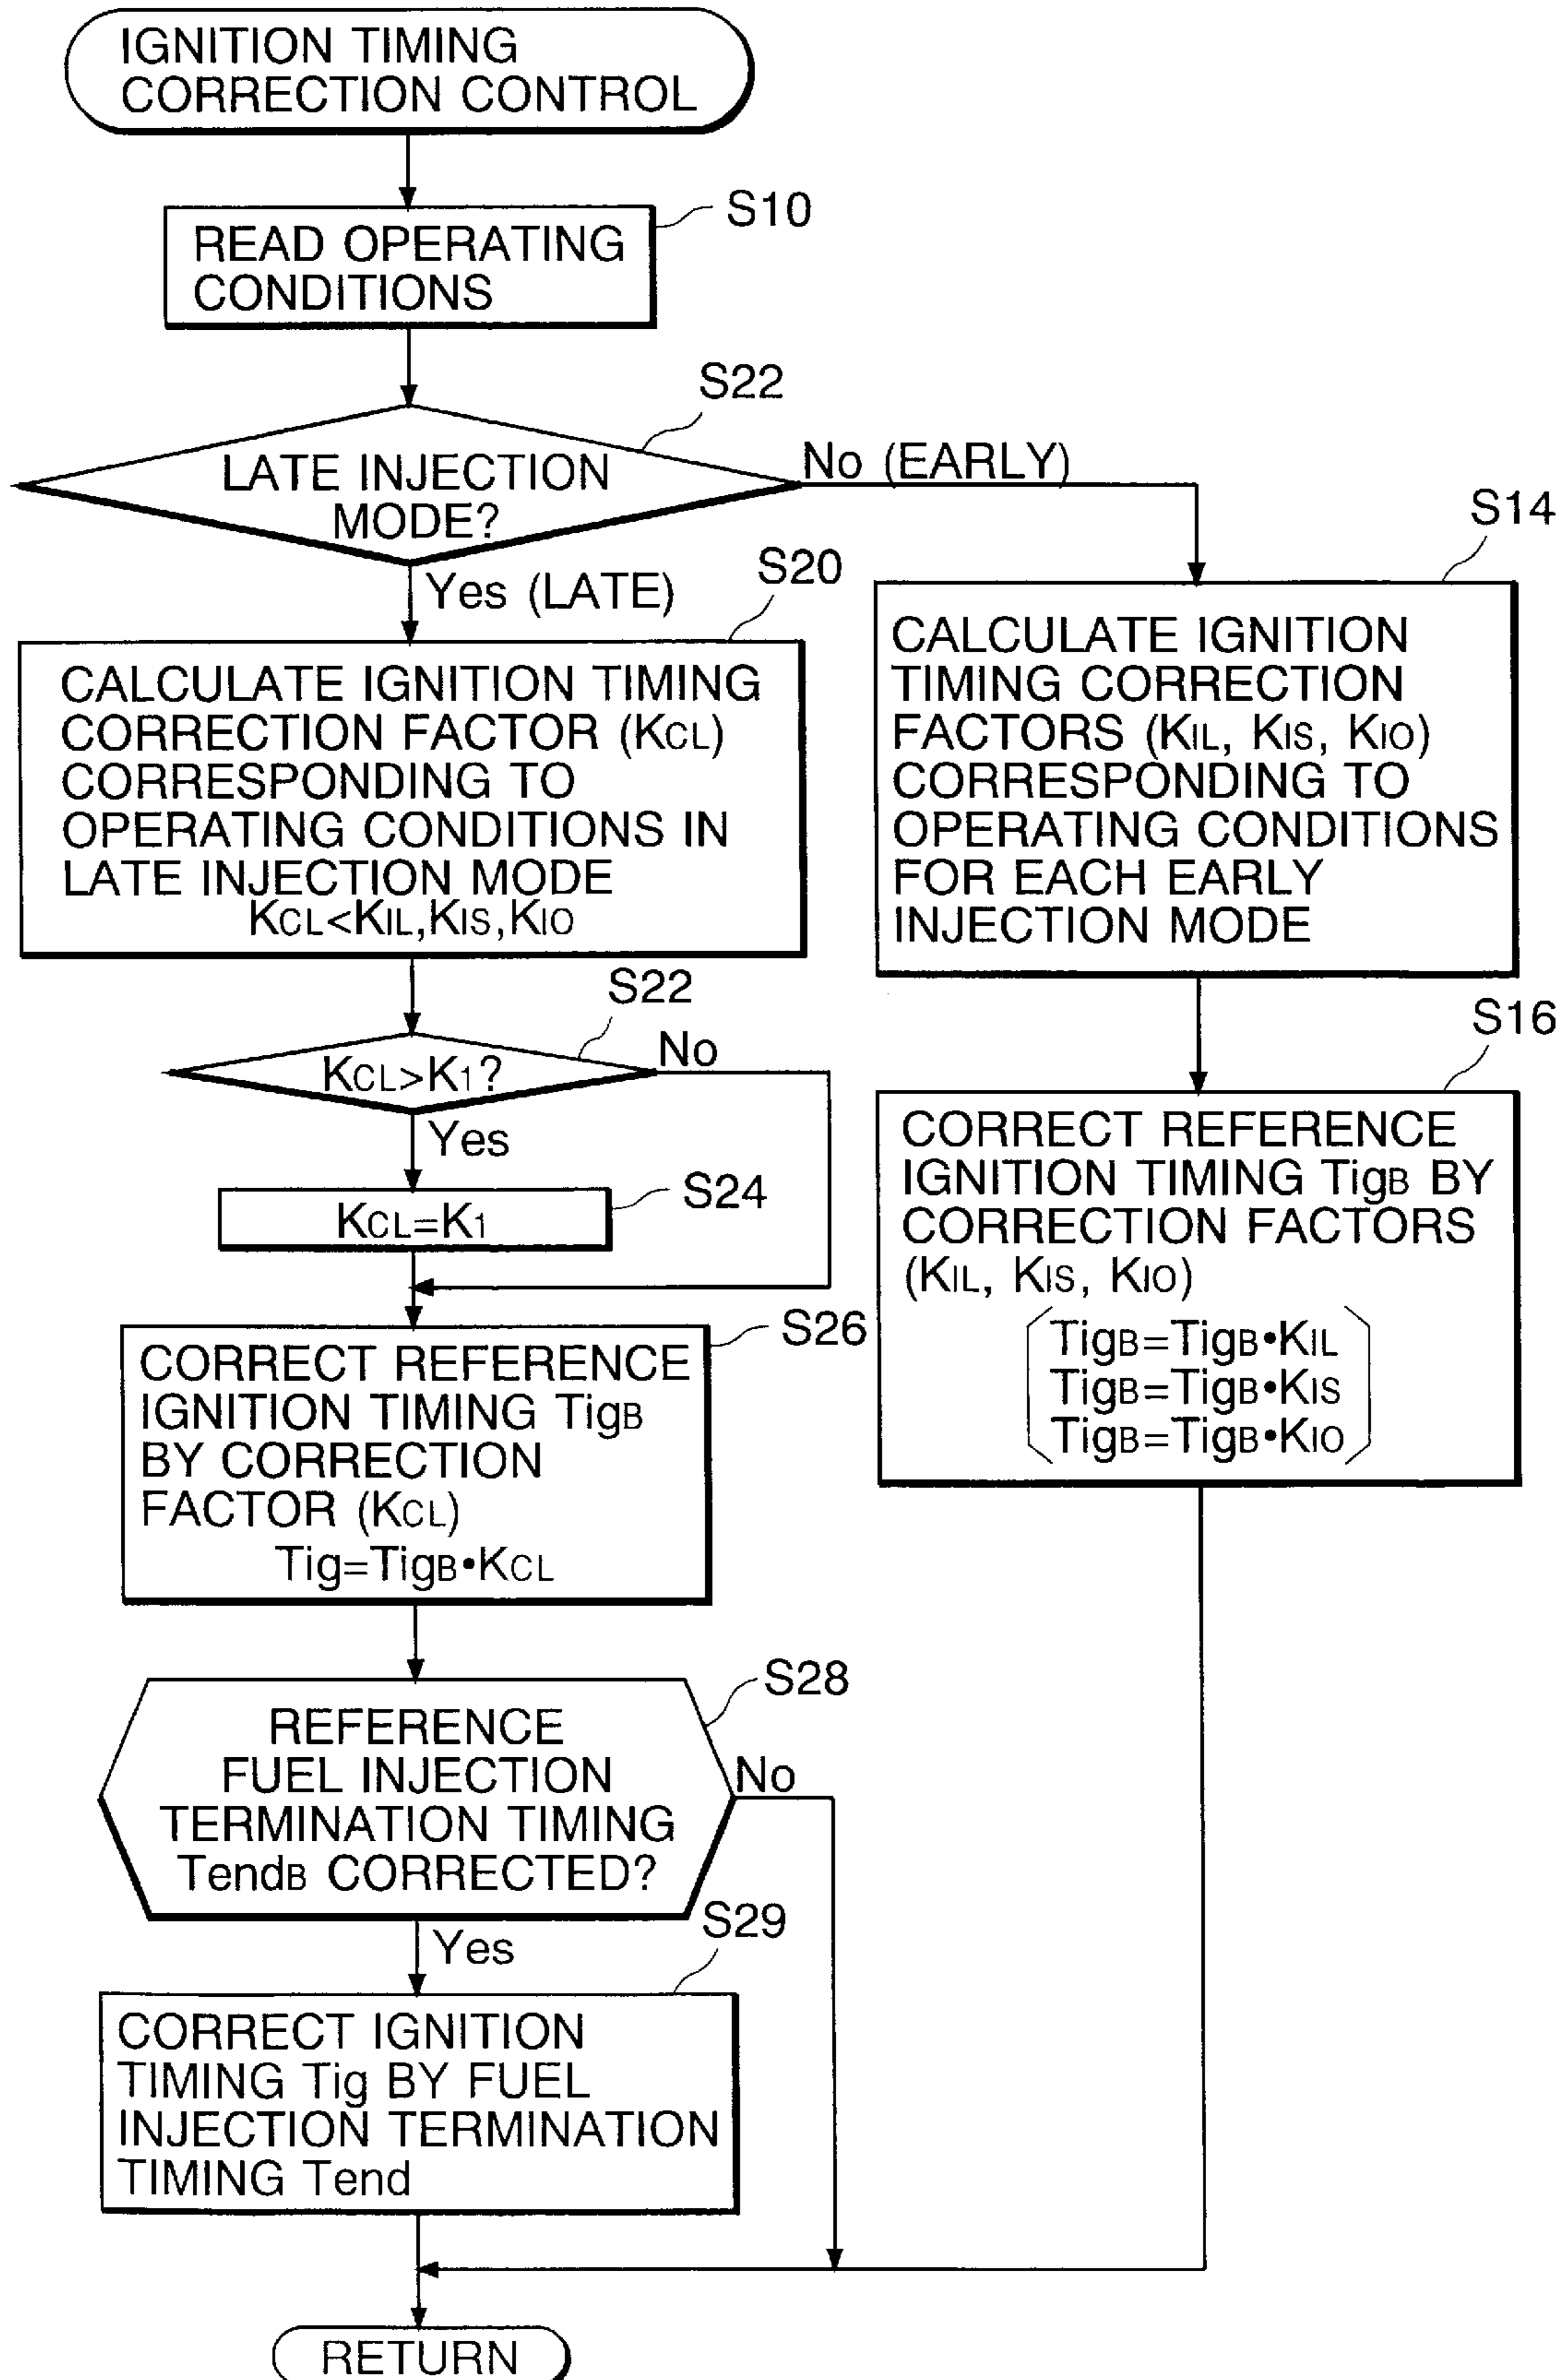 IGNITION TIMING
CORRECTION CONTROL
S10
READ OPERATING
CONDITIONS
S22
LATE INJECTION
MODE?
No (EARLY)
Yes (LATE)
S20
CALCULATE IGNITION TIMING
CORRECTION FACTOR (KCL)
CORRESPONDING TO
OPERATING CONDITIONS IN
LATE INJECTION MODE
KCL<KIL,KIS,KIO
S22
KCL>K1?
No
Yes
S24
KCL=K1
S26
CORRECT REFERENCE
IGNITION TIMING TigB
BY CORRECTION
FACTOR (KCL)
Tig=TigB•KCL
S28
REFERENCE
FUEL INJECTION
TERMINATION TIMING
TendB CORRECTED?
No
Yes
S29
CORRECT IGNITION
TIMING Tig BY FUEL
INJECTION TERMINATION
TIMING Tend
S14
CALCULATE IGNITION
TIMING CORRECTION
FACTORS (KIL, KIS, KIO)
CORRESPONDING TO
OPERATING CONDITIONS
FOR EACH EARLY
INJECTION MODE
S16
CORRECT REFERENCE
IGNITION TIMING TigB BY
CORRECTION FACTORS
(KIL, KIS, KIO)
TigB=TigB•KIL
TigB=TigB•KIS
TigB=TigB•KIO
RETURN